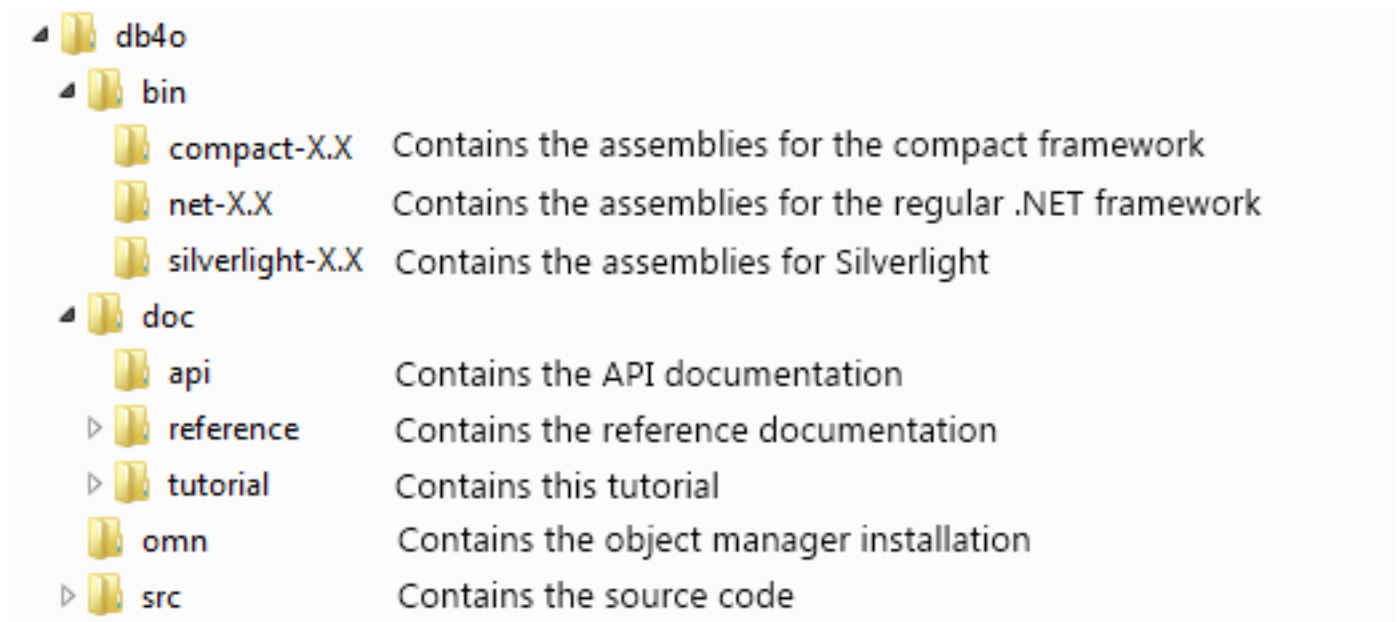 db4o
bin
compact-X.X Contains the assemblies for the compact framework
net-X.X Contains the assemblies for the regular .NET framework
silverlight-X.X Contains the assemblies for Silverlight
doc
api Contains the API documentation
reference Contains the reference documentation
tutorial Contains this tutorial
omn Contains the object manager installation
src Contains the source code